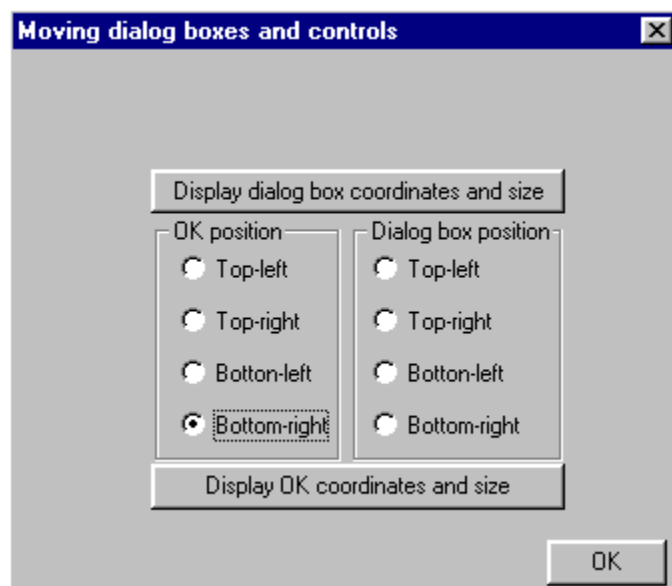 Moving dialog boxes and controls
Display dialog box coordinates and size
OK position
Top-left
Top-right
Botton-left
Bottom-right
Dialog box position
Top-left
Top-right
Bottom-left
Bottom-right
Display OK coordinates and size
OK